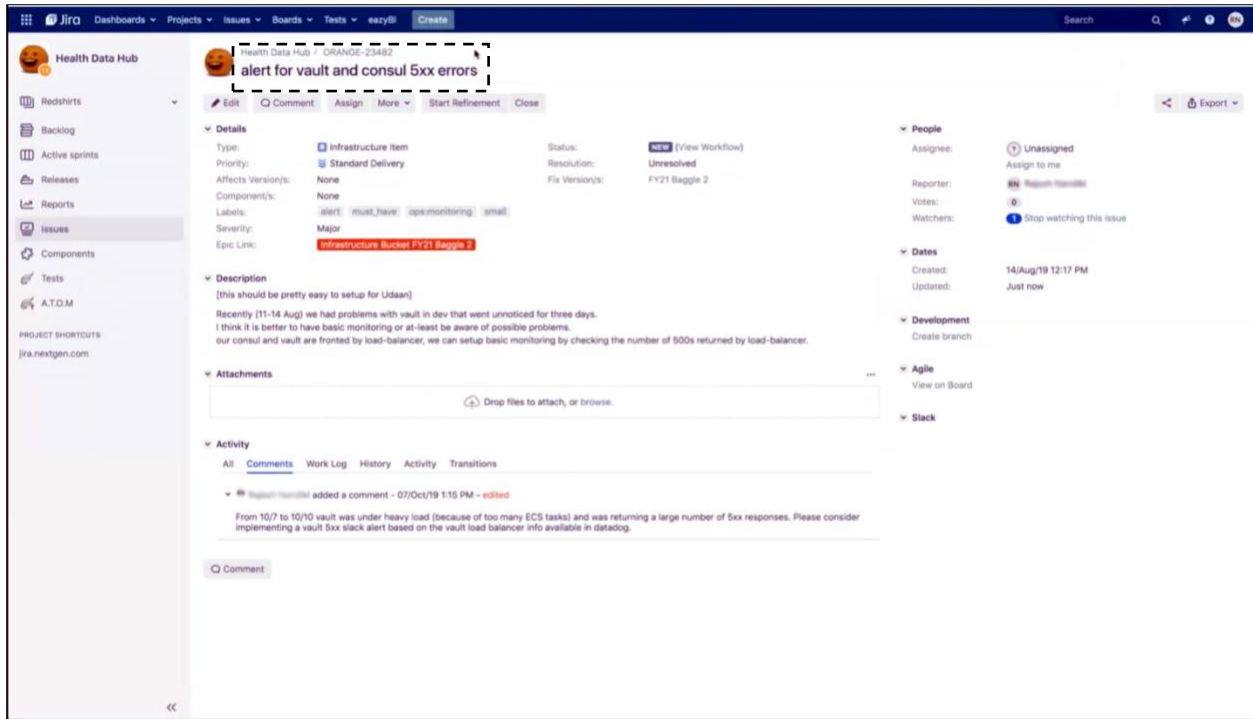 Jira Dashboards Projects Issues Boards Tests eazyBI Create Search RN
Health Data Hub
Redshirts
Backlog
Active sprints
Releases
Reports
Issues
Components
Tests
A.T.O.M
PROJECT SHORTCUTS
jira.nextgen.com
Health Data Hub / ORANGE-23482
alert for vault and consul 5xx errors
Edit Comment Assign More Start Refinement Close Export
Details
Type: Infrastructure Item Status: NEW (View Workflow)
Priority: Standard Delivery Resolution: Unresolved
Affects Version/s: None Fix Version/s: FY21 Baggle 2
Component/s: None
Labels: alert must_have ops:monitoring small
Severity: Major
Epic Link: Infrastructure Bucket FY21 Baggle 2
Description
[this should be pretty easy to setup for Udaan]
Recently (11-14 Aug) we had problems with vault in dev that went unnoticed for three days.
I think it is better to have basic monitoring or at-least be aware of possible problems.
our consul and vault are fronted by load-balancer, we can setup basic monitoring by checking the number of 500s returned by load-balancer.
Attachments
Drop files to attach, or browse.
Activity
All Comments Work Log History Activity Transitions
added a comment - 07/Oct/19 1:15 PM - edited
From 10/7 to 10/10 vault was under heavy load (because of too many ECS tasks) and was returning a large number of 5xx responses. Please consider
implementing a vault 5xx slack alert based on the vault load balancer info available in datadog.
Comment
People
Assignee: Unassigned
Assign to me
Reporter: RN
Votes: 0
Watchers: 1 Stop watching this issue
Dates
Created: 14/Aug/19 12:17 PM
Updated: Just now
Development
Create branch
Agile
View on Board
Slack